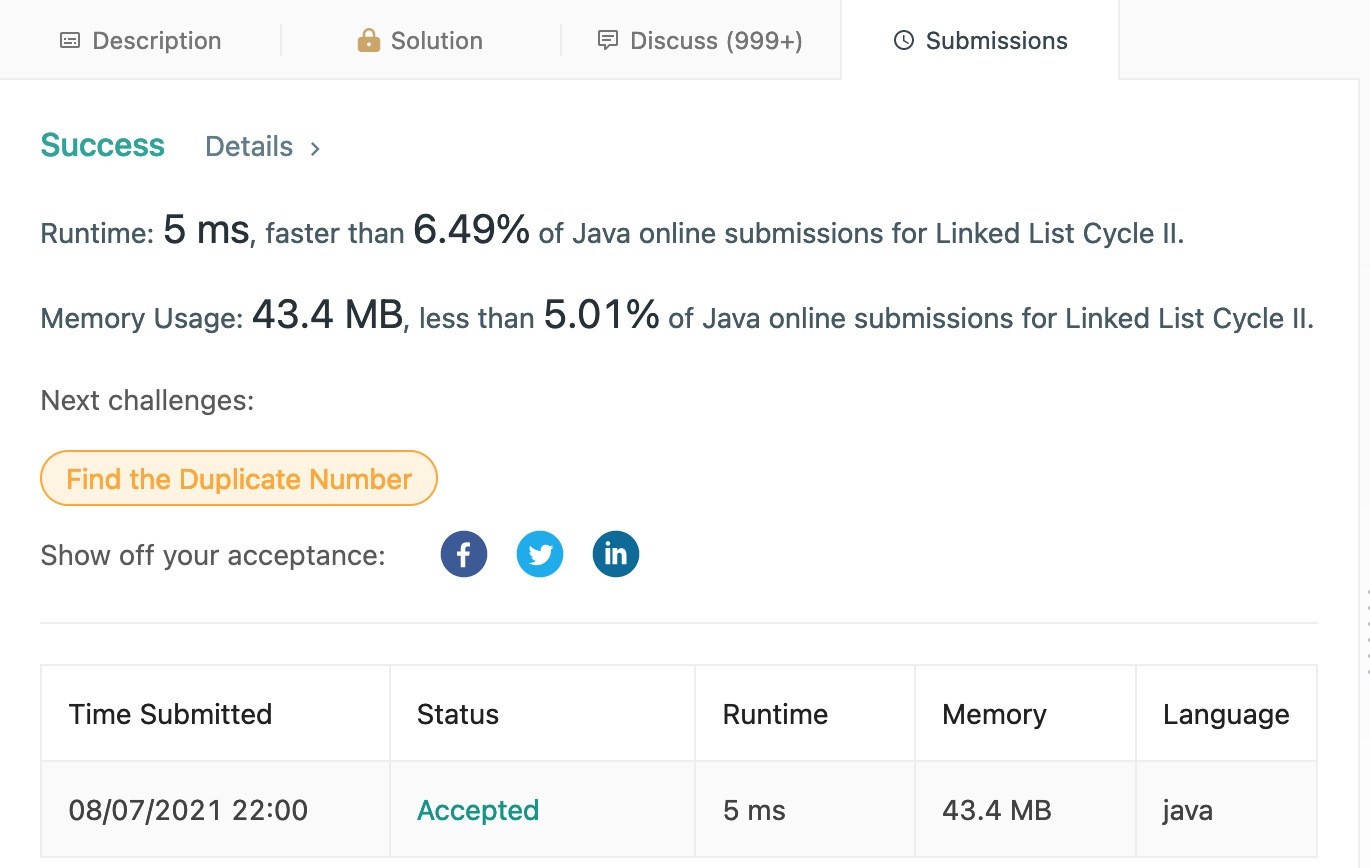 Description Solution Discuss (999+) Submissions
Success Details >
Runtime: 5 ms, faster than 6.49% of Java online submissions for Linked List Cycle II.
Memory Usage: 43.4 MB, less than 5.01% of Java online submissions for Linked List Cycle II.
Next challenges:
Find the Duplicate Number
Show off your acceptance:
Time Submitted Status Runtime Memory Language
08/07/2021 22:00 Accepted 5 ms 43.4 MB java